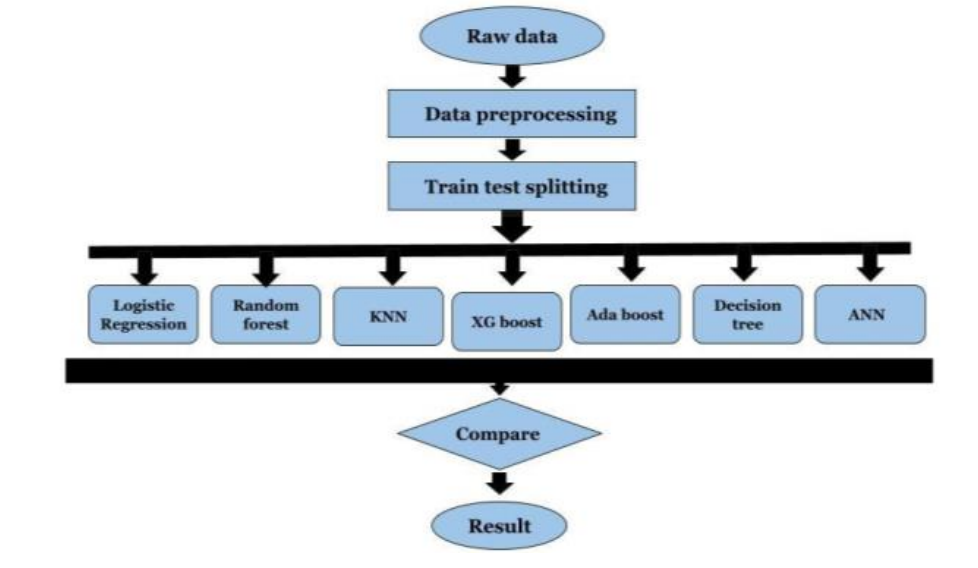 Raw data
Data preprocessing
Train test splitting
Logistic
Regression
Random
forest
KNN
XG boost
Ada boost
Decision
tree
ANN
Compare
Result